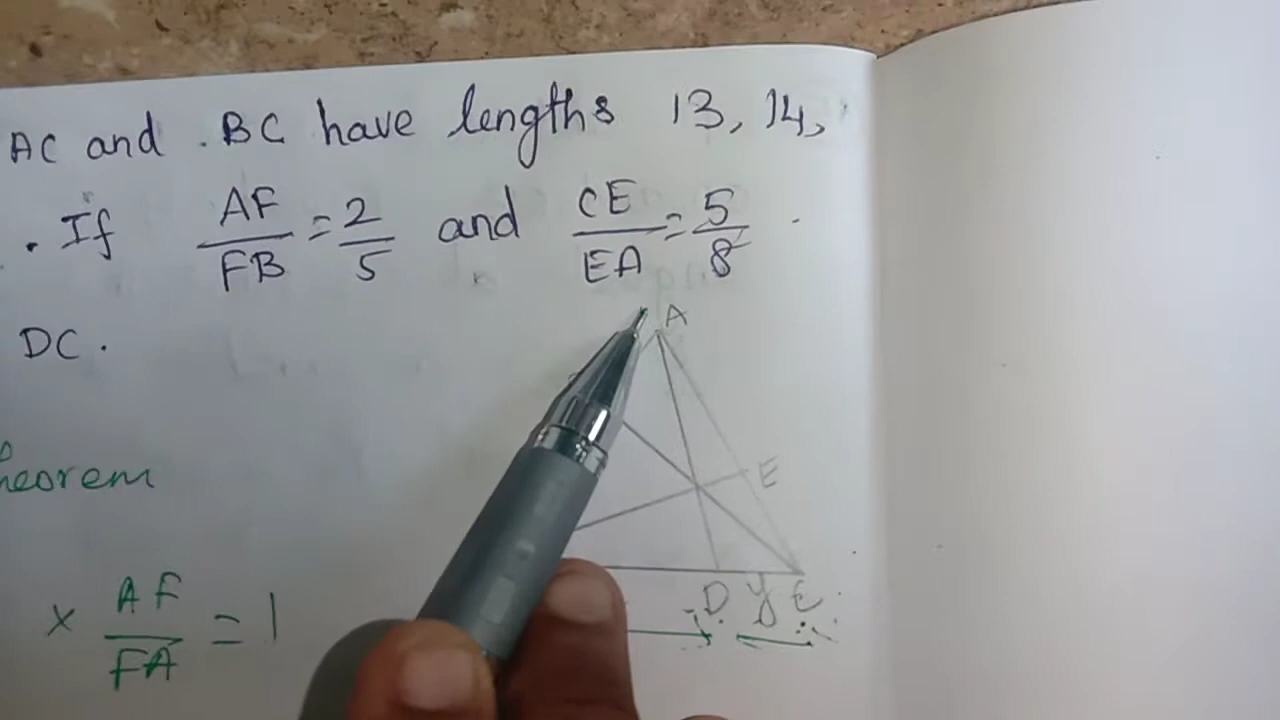 AC and BC have lengths 13, 14,
. If AF/FB = 2/5 and CE/EA = 5/8 .
DC.
A
E
heorem
D y C
× AF/FA = 1